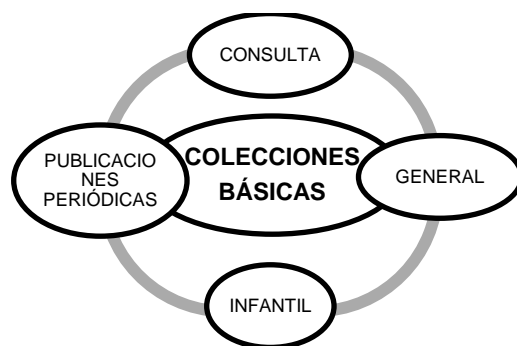 CONSULTA
PUBLICACIO
NES
PERIÓDICAS
COLECCIONES
BÁSICAS
GENERAL
INFANTIL